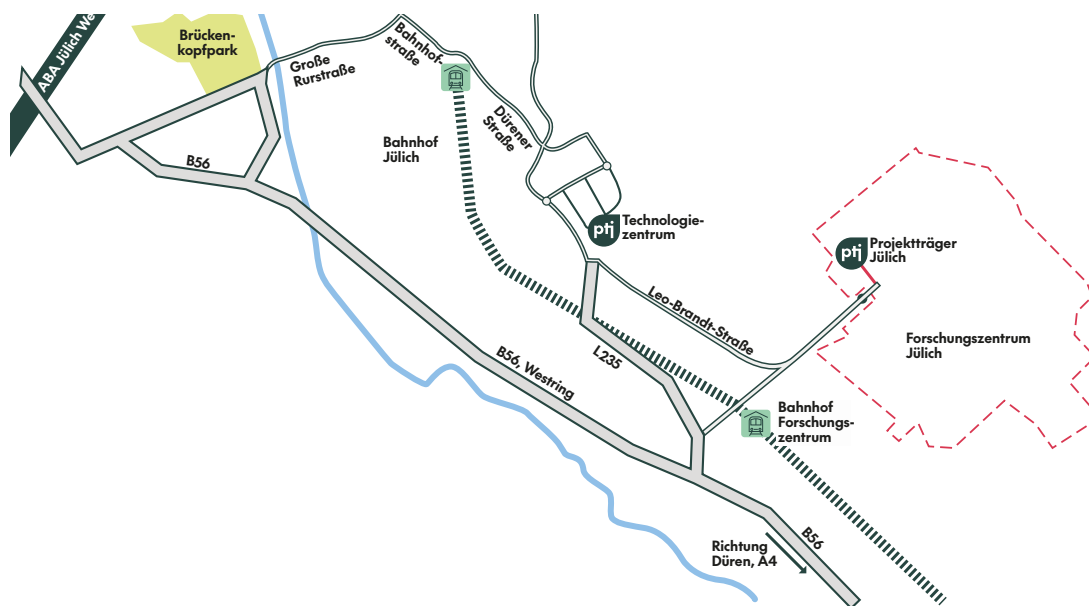 ABA Jülich We
Brücken-
kopfpark
Große
Rurstraße
Bahnhof-
straße
Dürener
Straße
Bahnhof
Jülich
B56
ptj
Technologie-
zentrum
ptj
Projektträger
Jülich
Leo-Brandt-Straße
Forschungszentrum
Jülich
L235
B56, Westring
Bahnhof
Forschungs-
zentrum
B56
Richtung
Düren, A4